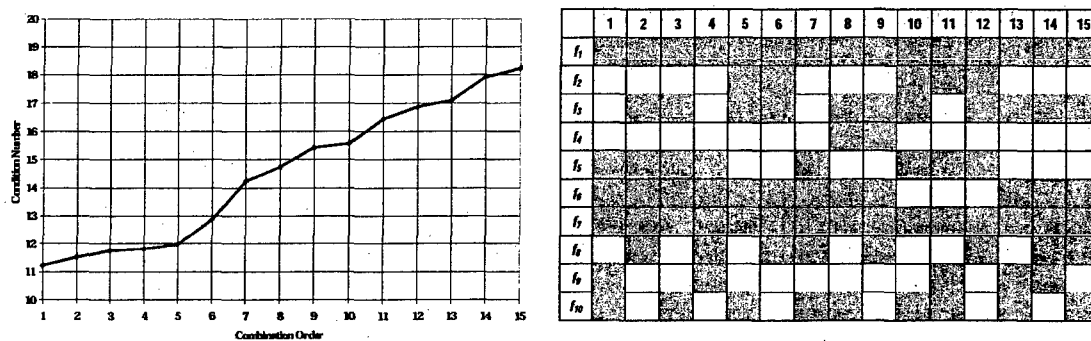 20
19
18
17
16
15
14
13
12
11
10
Condition Number
1 2 3 4 5 6 7 8 9 10 11 12 13 14 15
Combination Order
1 2 3 4 5 6 7 8 9 10 11 12 13 14 15
f1
f2
f3
f4
f5
f6
f7
f8
f9
f10